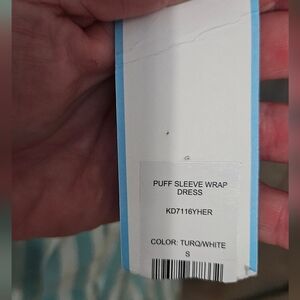 PUFF SLEEVE WRAP
DRESS
KD7116YHER
COLOR: TURQ/WHITE
S